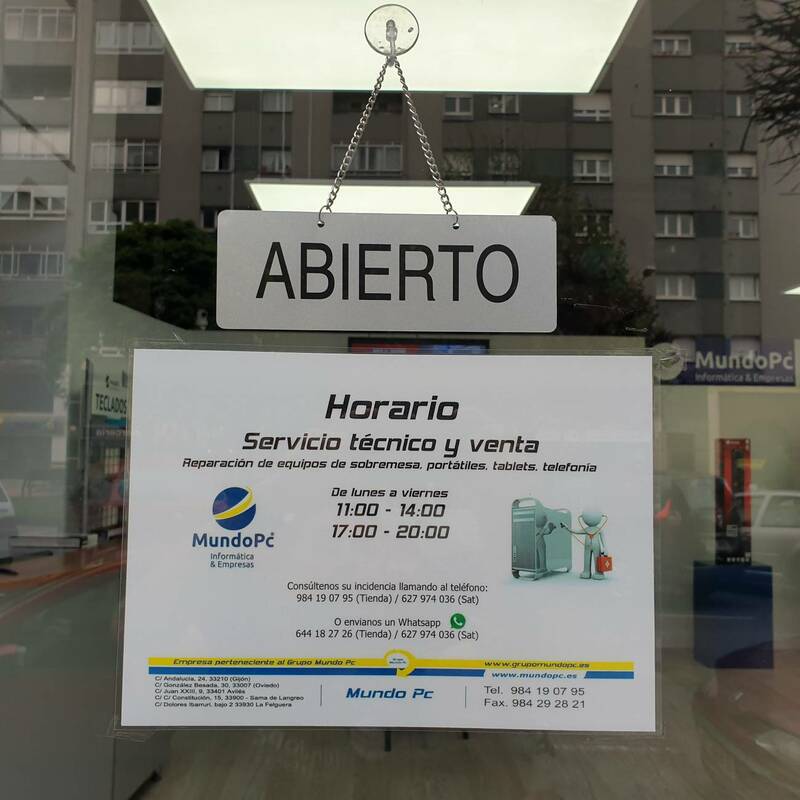 ABIERTO
MundoPc
Informática & Empresas
TECLADOS
Horario
Servicio técnico y venta
Reparación de equipos de sobremesa, portátiles, tablets, telefonía
De lunes a viernes
11:00 - 14:00
17:00 - 20:00
MundoPc
Informática
& Empresas
Consúltenos su incidencia llamando al teléfono:
984 19 07 95 (Tienda) / 627 974 036 (Sat)
O envianos un Whatsapp
644 18 27 26 (Tienda) / 627 974 036 (Sat)
Empresa perteneciente al Grupo Mundo Pc
www.grupomundopc.es
www.mundopc.es
C/ Andalucía, 24, 33210 (Gijón)
C/ González Besada, 30, 33007 (Oviedo)
C/ Juan XXIII, 9, 33401 Avilés
C/ C/ Constitución, 15, 33900 - Sama de Langreo
C/ Dolores Ibarruri, bajo 2 33930 La Felguera
Mundo Pc
Tel. 984 19 07 95
Fax. 984 29 28 21